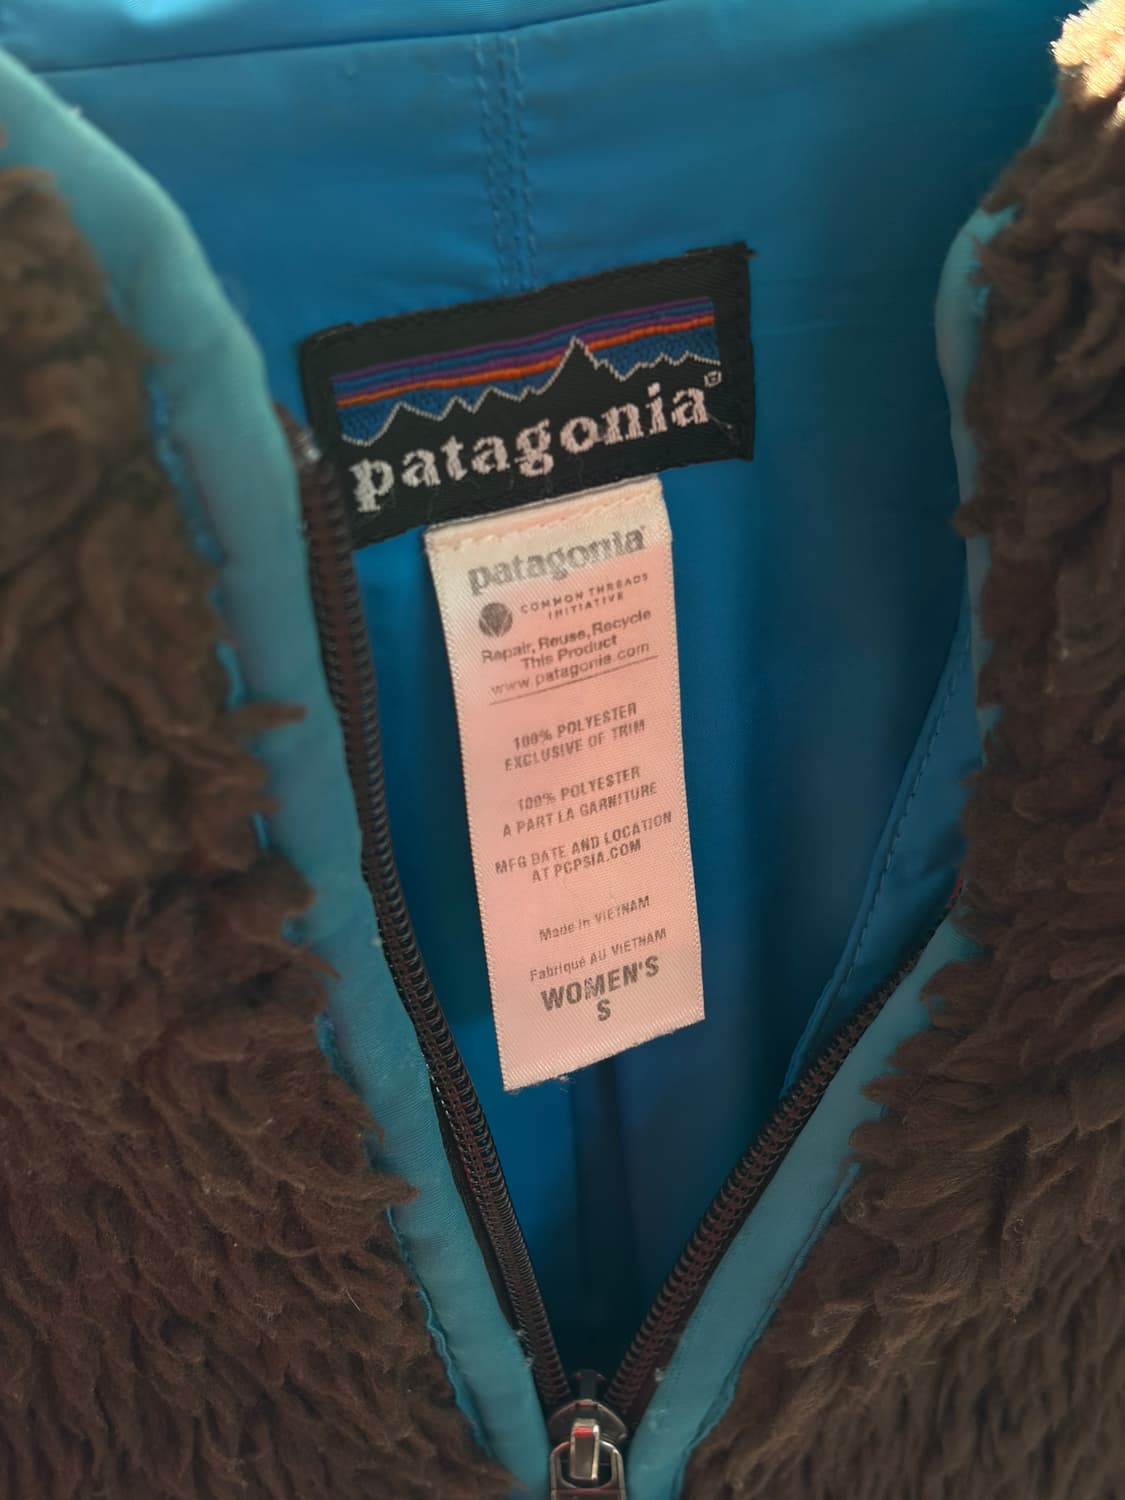 patagonia®
patagonia®
COMMON THREADS
INITIATIVE
Repair, Reuse, Recycle
This Product
www.patagonia.com
100% POLYESTER
EXCLUSIVE OF TRIM
100% POLYESTER
A PART LA GARNITURE
MFG DATE AND LOCATION
AT PCPSIA.COM
Made in VIETNAM
Fabriqué AU VIETNAM
WOMEN'S
S